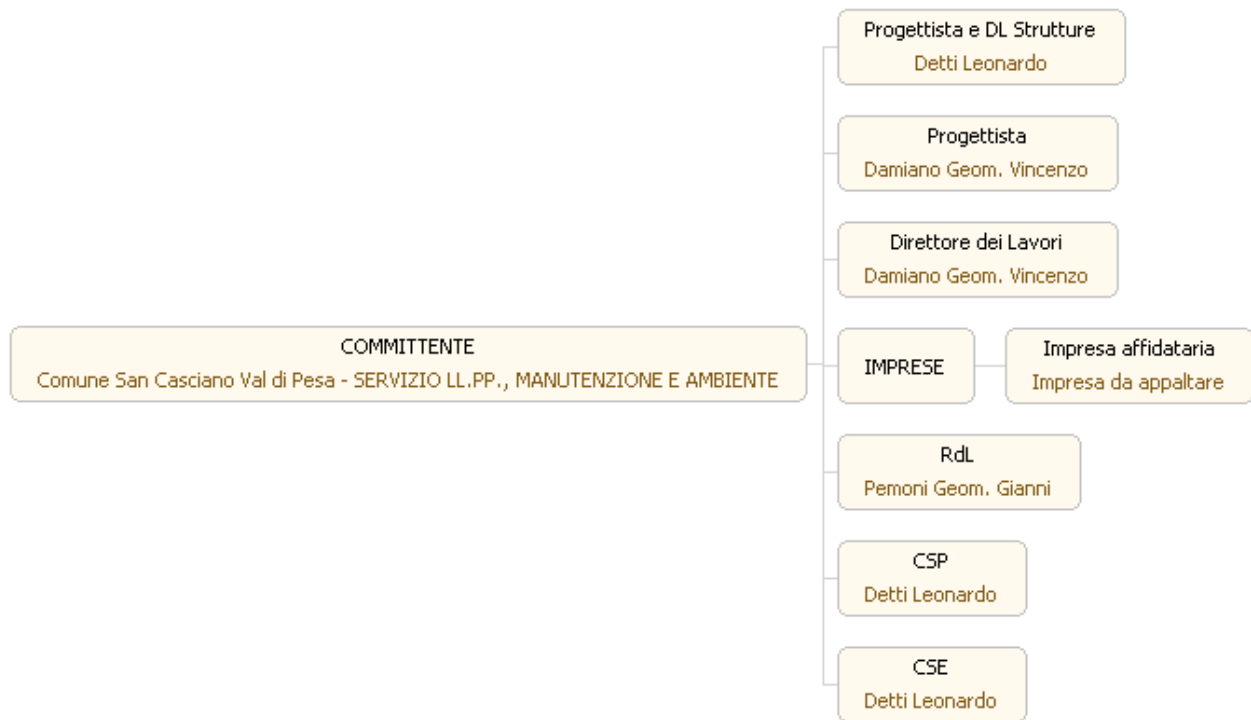 Progettista e DL Strutture
Detti Leonardo
Progettista
Damiano Geom. Vincenzo
Direttore dei Lavori
Damiano Geom. Vincenzo
COMMITTENTE
Comune San Casciano Val di Pesa - SERVIZIO LL.PP., MANUTENZIONE E AMBIENTE
IMPRESE
Impresa affidataria
Impresa da appaltare
RdL
Pemoni Geom. Gianni
CSP
Detti Leonardo
CSE
Detti Leonardo